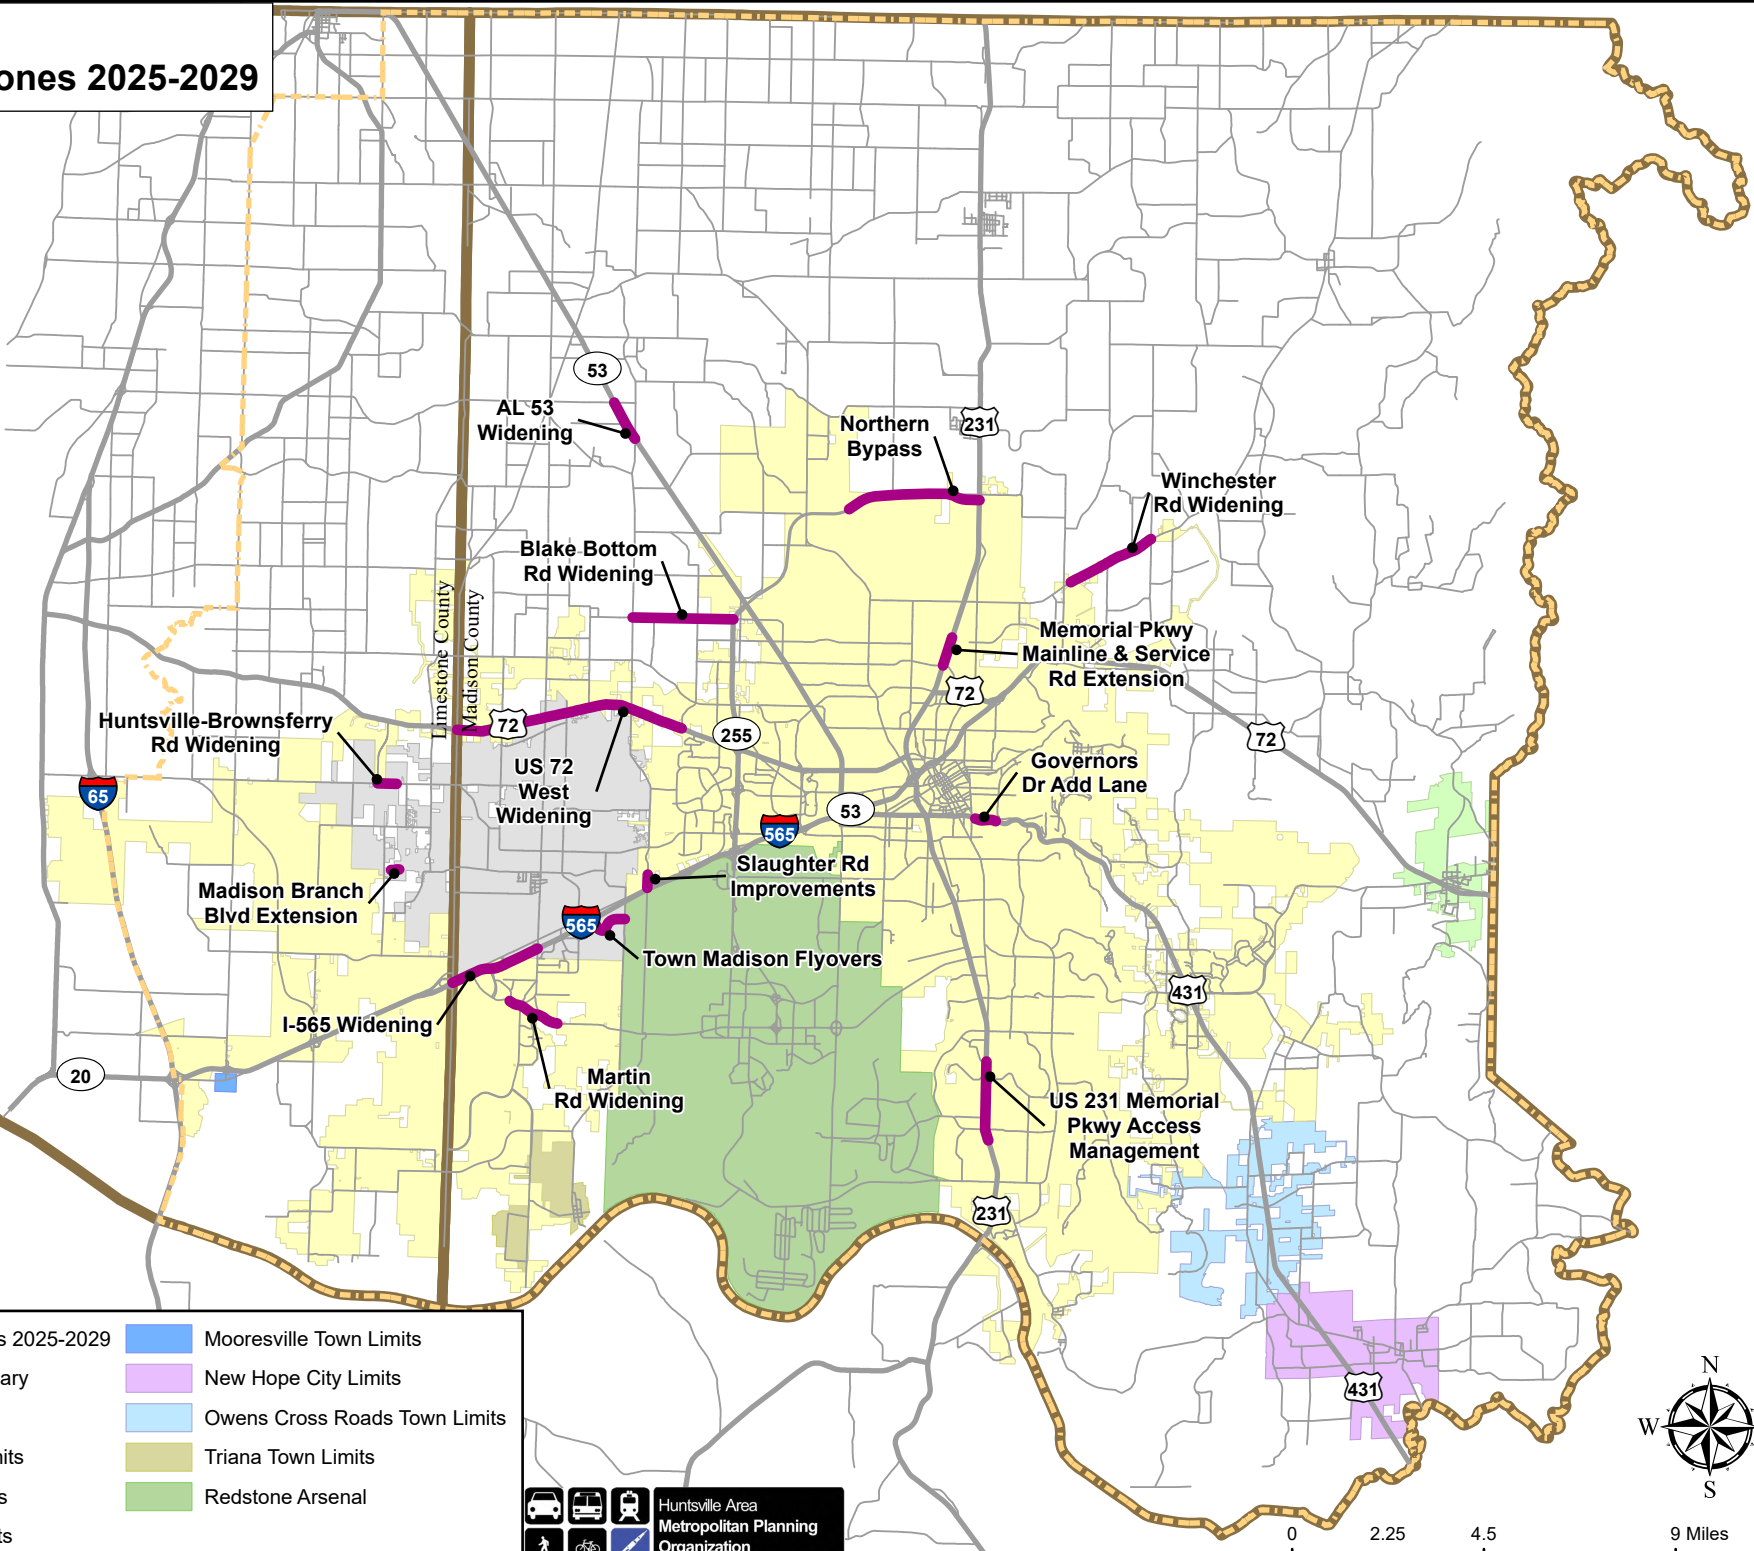 ones 2025-2029
53
AL 53
Widening
Northern
Bypass
231
Winchester
Rd Widening
Blake Bottom
Rd Widening
Limestone County
Madison County
Memorial Pkwy
Mainline & Service
Rd Extension
72
72
72
255
Huntsville-Brownsferry
Rd Widening
65
US 72
West
Widening
Governors
Dr Add Lane
53
565
Slaughter Rd
Improvements
Madison Branch
Blvd Extension
565
Town Madison Flyovers
431
I-565 Widening
20
Martin
Rd Widening
US 231 Memorial
Pkwy Access
Management
231
431
s 2025-2029
ary
nits
s
ts
Mooresville Town Limits
New Hope City Limits
Owens Cross Roads Town Limits
Triana Town Limits
Redstone Arsenal
Huntsville Area
Metropolitan Planning
Organization
N
W
S
0 2.25 4.5 9 Miles